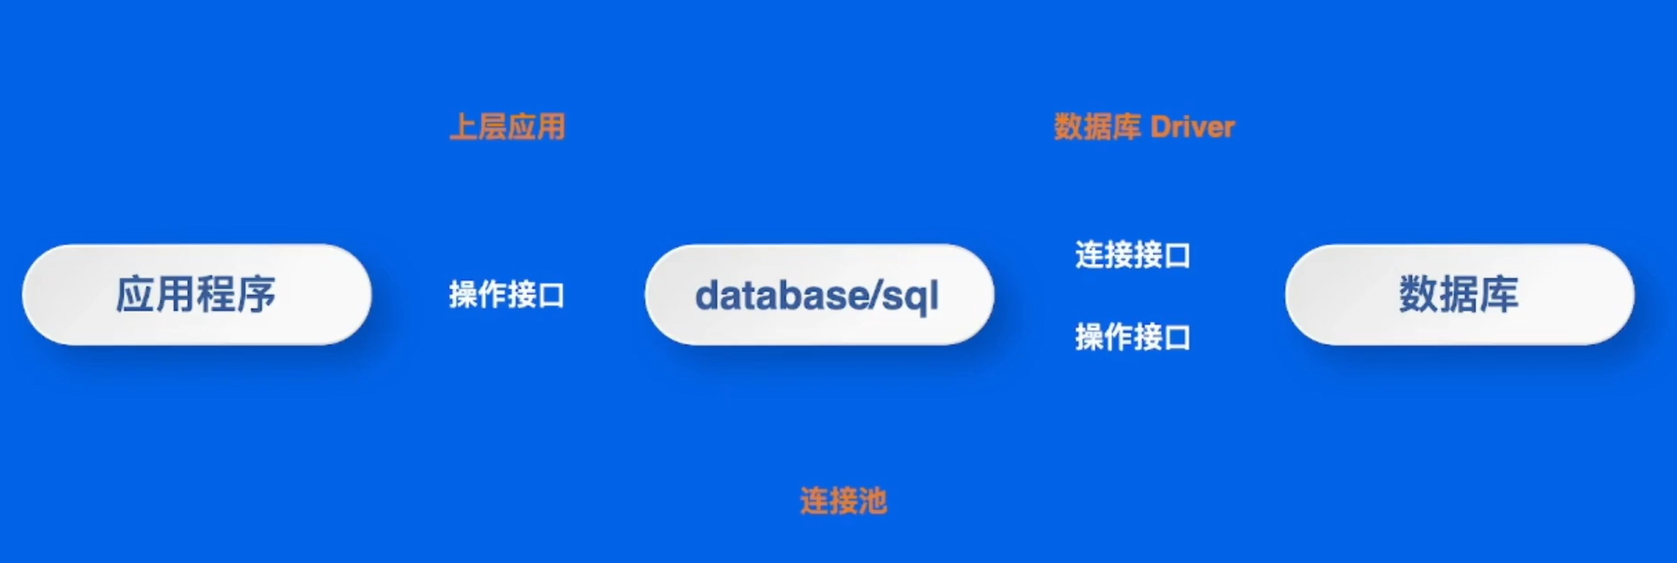 上层应用
数据库 Driver
应用程序
操作接口
database/sql
连接接口
操作接口
数据库
连接池